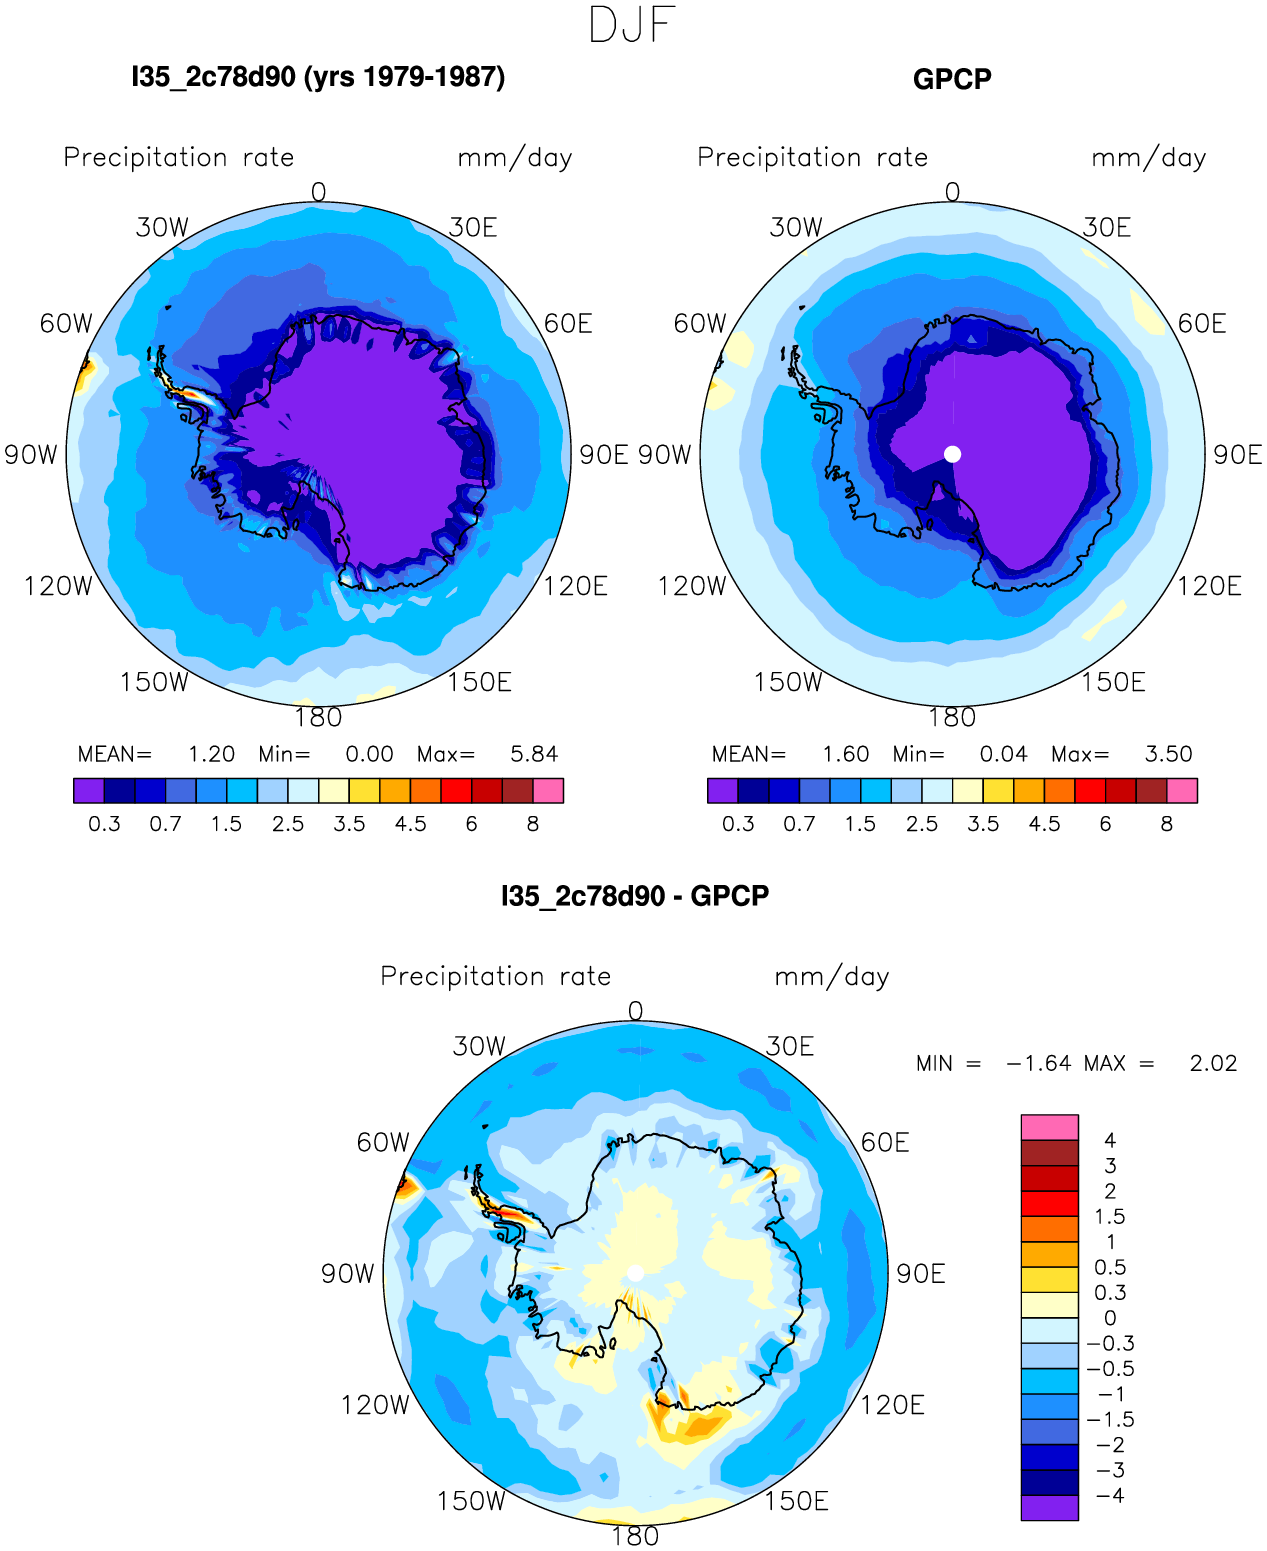 DJF
I35_2c78d90 (yrs 1979-1987)
GPCP
Precipitation rate mm/day
Precipitation rate mm/day
0
30W 30E
60W 60E
90W 90E
120W 120E
150W 150E
180
0
30W 30E
60W 60E
90W 90E
120W 120E
150W 150E
180
MEAN= 1.20 Min= 0.00 Max= 5.84
0.3 0.7 1.5 2.5 3.5 4.5 6 8
MEAN= 1.60 Min= 0.04 Max= 3.50
0.3 0.7 1.5 2.5 3.5 4.5 6 8
I35_2c78d90 - GPCP
Precipitation rate mm/day
0
30W 30E
60W 60E
90W 90E
120W 120E
150W 150E
180
MIN = −1.64 MAX = 2.02
4
3
2
1.5
1
0.5
0.3
0
−0.3
−0.5
−1
−1.5
−2
−3
−4